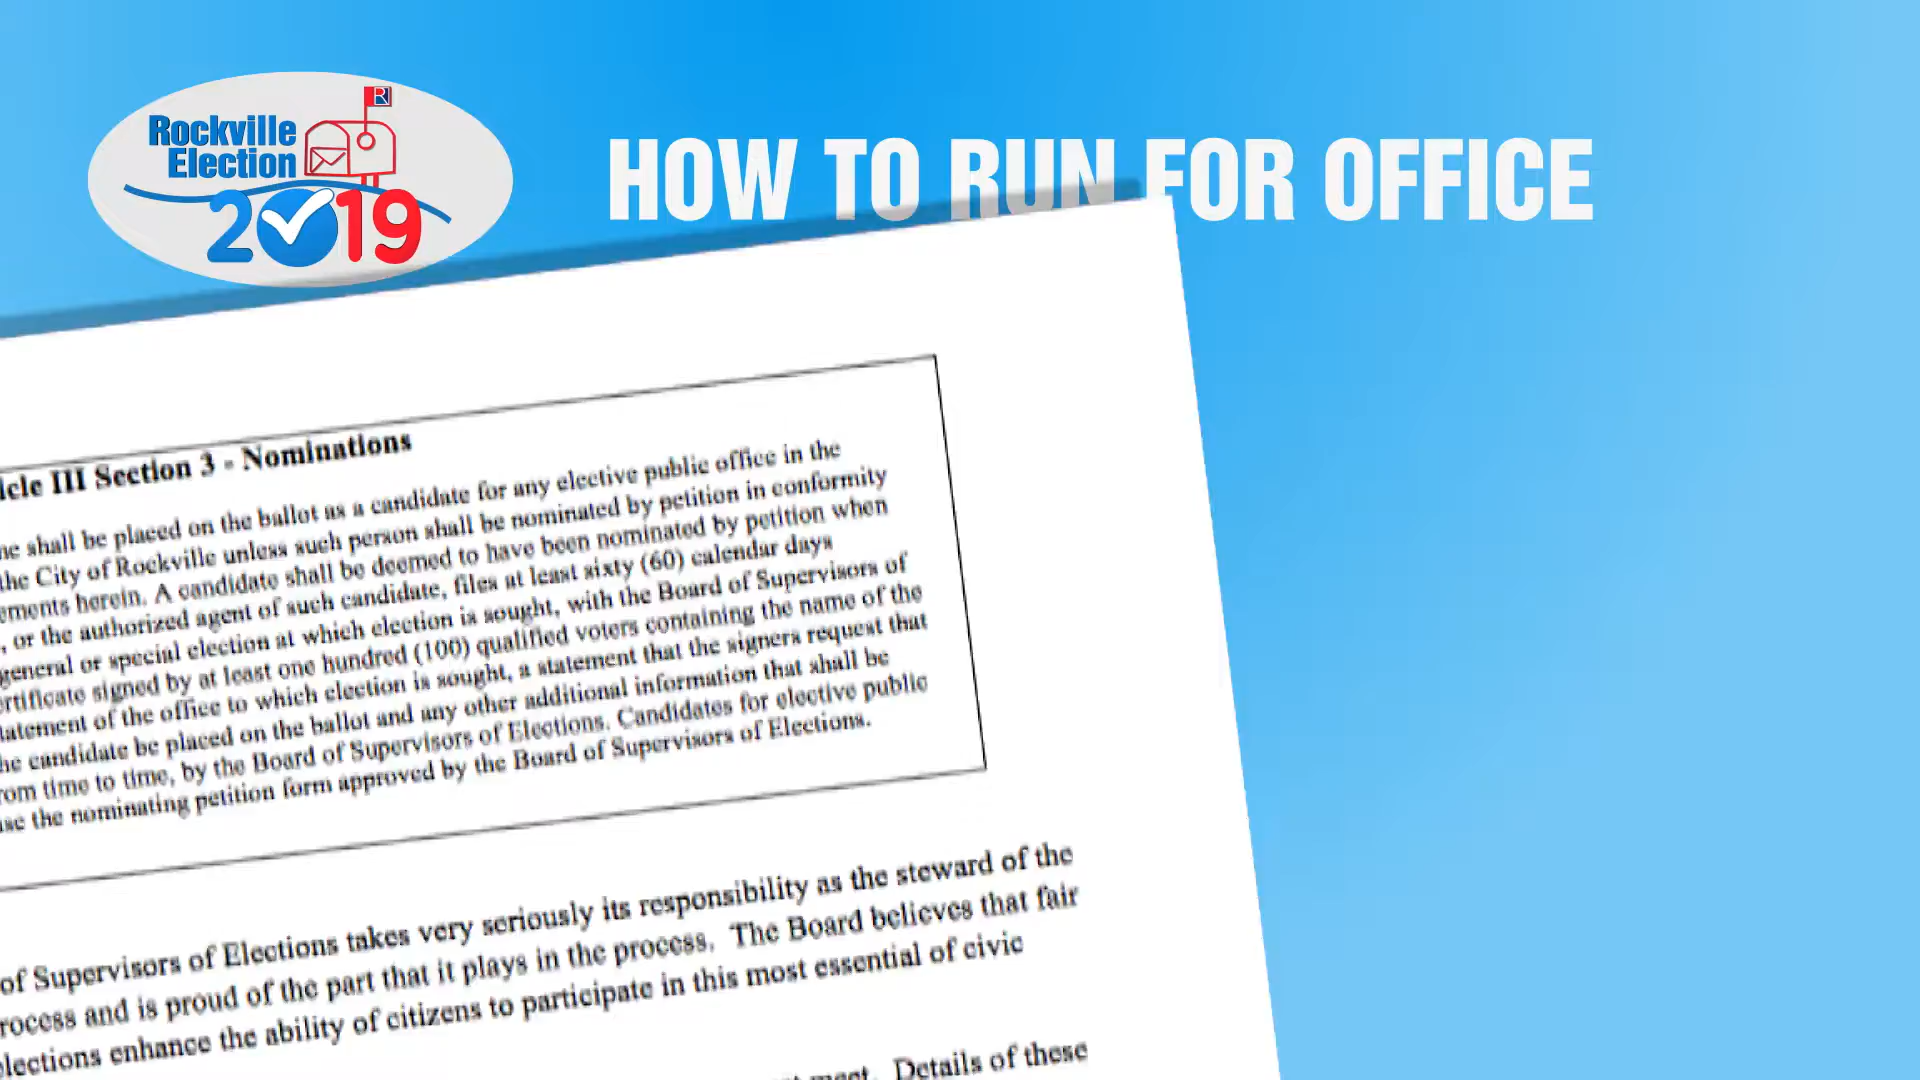 Rockville
Election
2019
HOW TO RUN FOR OFFICE
icle III Section 3 - Nominations
ne shall be placed on the ballot as a candidate for any elective public office in the
the City of Rockville unless such person shall be nominated by petition in conformity
ements herein. A candidate shall be deemed to have been nominated by petition when
, or the authorized agent of such candidate, files at least sixty (60) calendar days
general or special election at which election is sought, with the Board of Supervisors of
ertificate signed by at least one hundred (100) qualified voters containing the name of the
tatement of the office to which election is sought, a statement that the signers request that
he candidate be placed on the ballot and any other additional information that shall be
rom time to time, by the Board of Supervisors of Elections. Candidates for elective public
use the nominating petition form approved by the Board of Supervisors of Elections.
of Supervisors of Elections takes very seriously its responsibility as the steward of the
rocess and is proud of the part that it plays in the process. The Board believes that fair
elections enhance the ability of citizens to participate in this most essential of civic
meet. Details of these